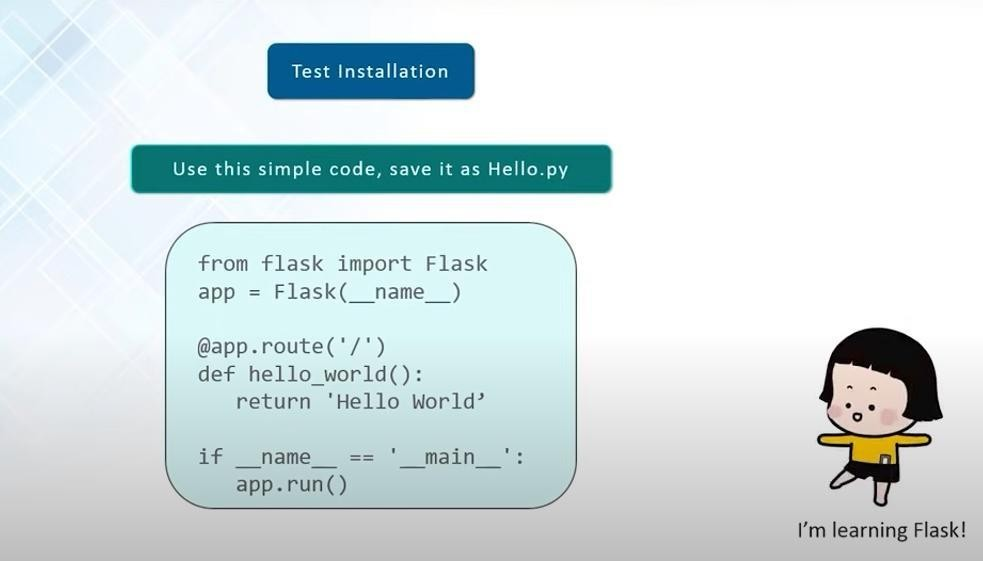 Test Installation
Use this simple code, save it as Hello.py
from flask import Flask
app = Flask(__name__)
@app.route('/')
def hello_world():
return 'Hello World’
if __name__ == '__main__':
app.run()
I’m learning Flask!